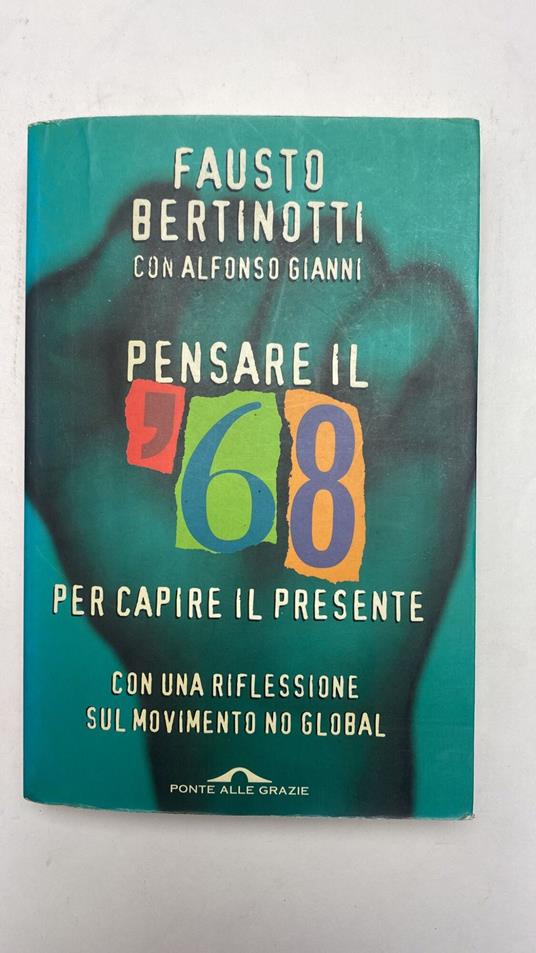 FAUSTO
BERTINOTTI
CON ALFONSO GIANNI
PENSARE IL
'68
PER CAPIRE IL PRESENTE
CON UNA RIFLESSIONE
SUL MOVIMENTO NO GLOBAL
PONTE ALLE GRAZIE